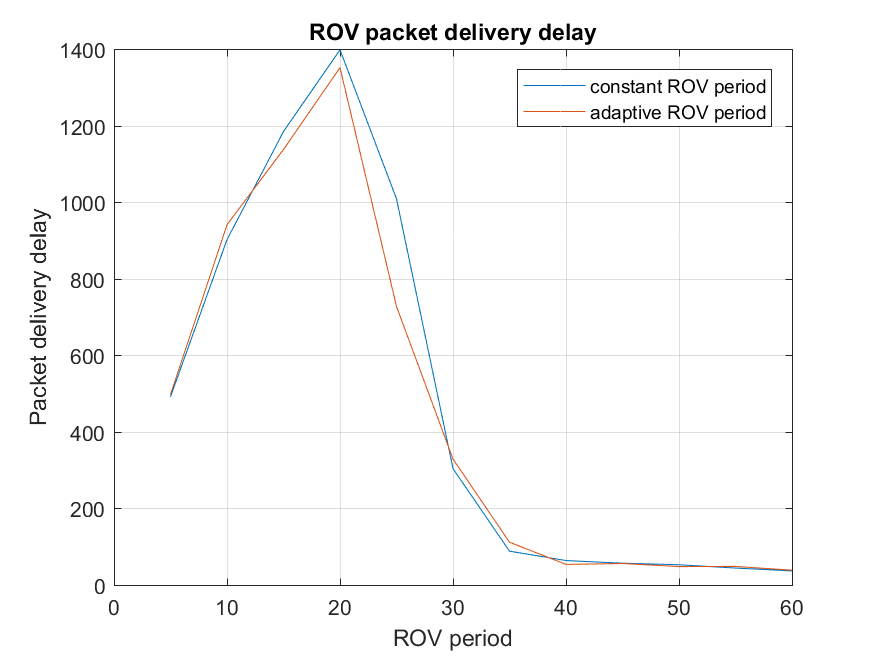 ROV packet delivery delay
constant ROV period
adaptive ROV period
Packet delivery delay
1400
1200
1000
800
600
400
200
0
0 10 20 30 40 50 60
ROV period